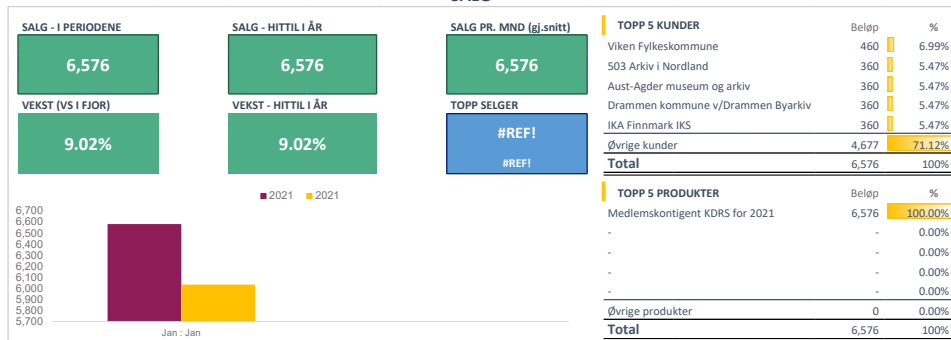 SALG - I PERIODENE
SALG - HITTIL I ÅR
SALG PR. MND (gj.snitt)
6,576
6,576
6,576
VEKST (VS I FJOR)
VEKST - HITTIL I ÅR
TOPP SELGER
9.02%
9.02%
#REF!
#REF!
2021 2021
6,700
6,600
6,500
6,400
6,300
6,200
6,100
6,000
5,900
5,800
5,700
Jan : Jan
TOPP 5 KUNDER Beløp %
Viken Fylkeskommune 460 6.99%
503 Arkiv i Nordland 360 5.47%
Aust-Agder museum og arkiv 360 5.47%
Drammen kommune v/Drammen Byarkiv 360 5.47%
IKA Finnmark IKS 360 5.47%
Øvrige kunder 4,677 71.12%
Total 6,576 100%
TOPP 5 PRODUKTER Beløp %
Medlemskontigent KDRS for 2021 6,576 100.00%
- - 0.00%
- - 0.00%
- - 0.00%
- - 0.00%
Øvrige produkter 0 0.00%
Total 6,576 100%